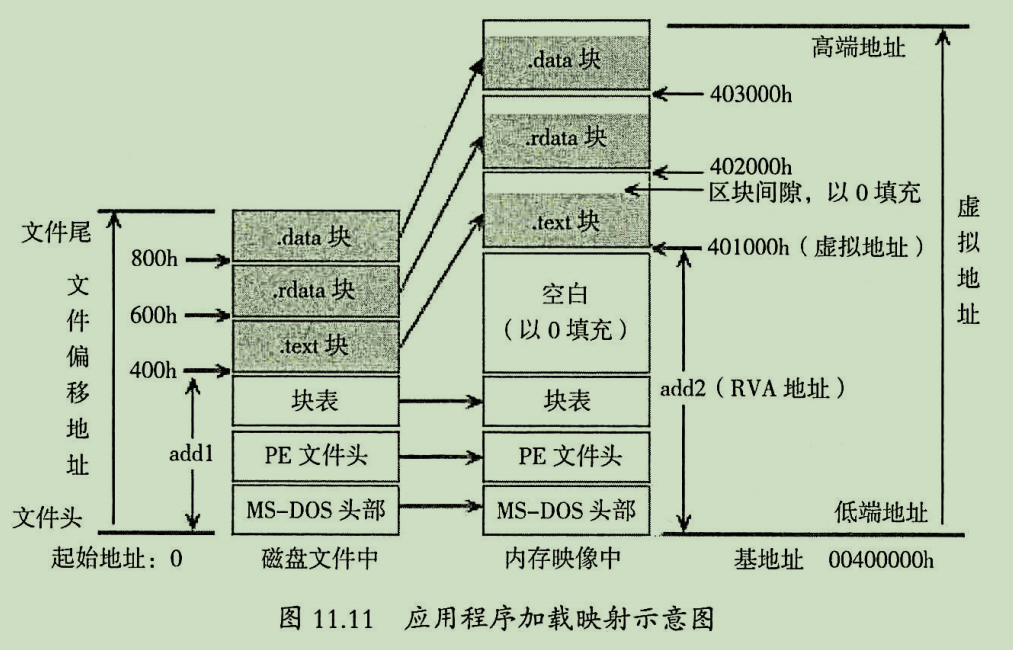 高端地址
.data 块
403000h
.rdata 块
402000h
区块间隙，以 0 填充
.text 块
401000h（虚拟地址）
虚拟地址
文件尾
.data 块
800h
.rdata 块
600h
.text 块
400h
文件偏移地址
空白
（以 0 填充）
add2（RVA 地址）
块表
块表
add1
PE 文件头
PE 文件头
文件头
MS-DOS 头部
MS-DOS 头部
低端地址
起始地址：0
磁盘文件中
内存映像中
基地址 00400000h
图 11.11 应用程序加载映射示意图